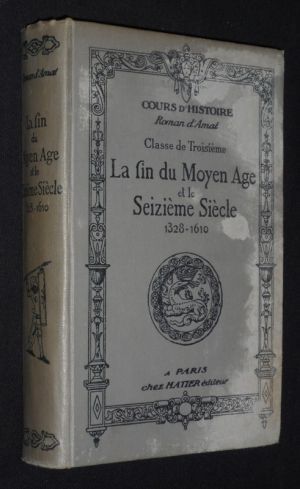 Roman d'Amat
La fin
du
Moyen Age
et le
Seizième Siècle
1328-1610
COURS D'HISTOIRE
Roman d'Amat
Classe de Troisième
La fin du Moyen Age
et le
Seizième Siècle
1328-1610
A PARIS
chez HATIER éditeur